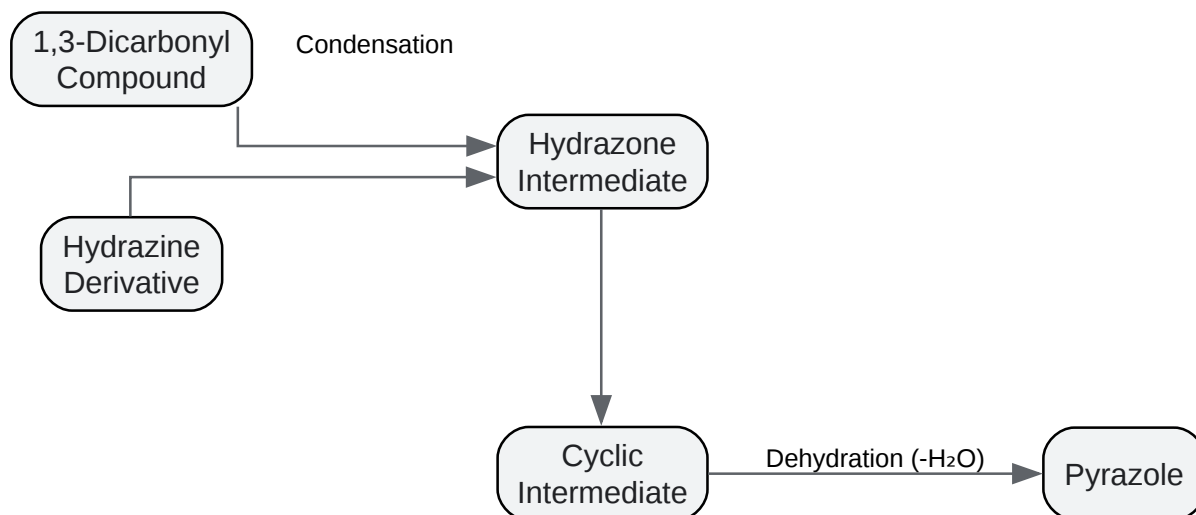 1,3-Dicarbonyl
Compound
Condensation
Hydrazone
Intermediate
Hydrazine
Derivative
Cyclic
Intermediate
Dehydration (-H₂O)
Pyrazole